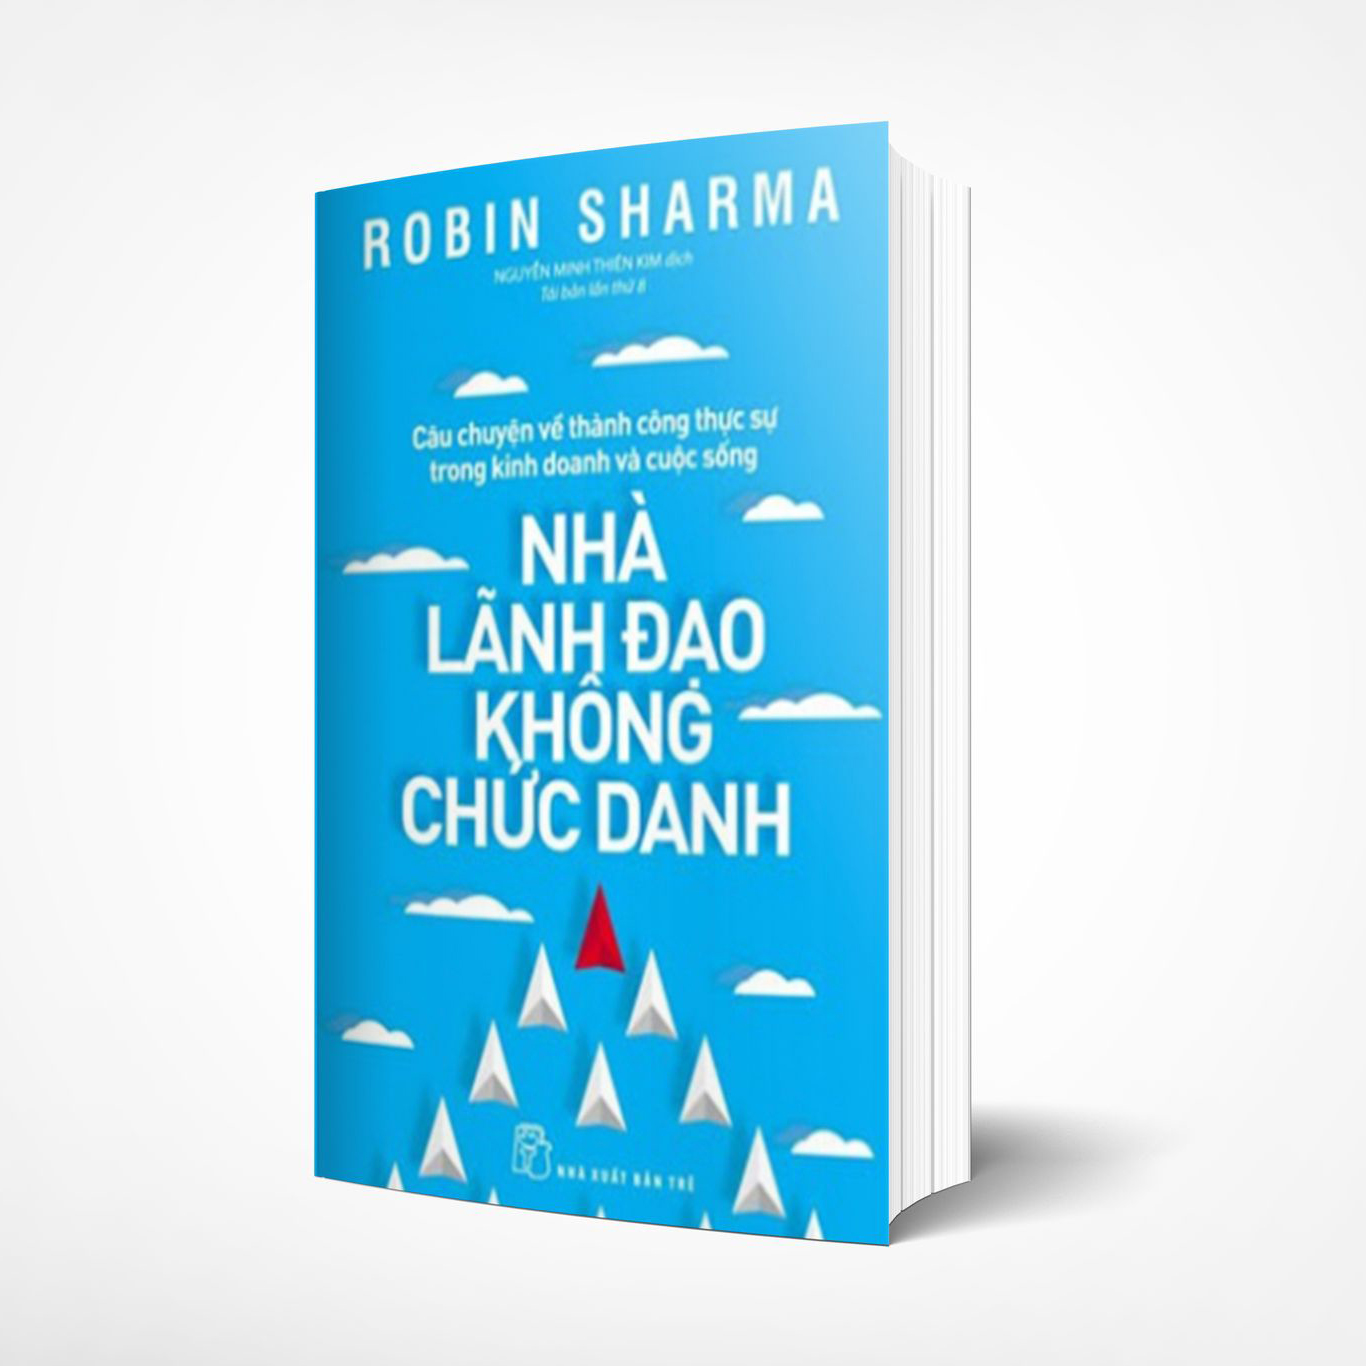 ROBIN SHARMA
NGUYỄN MINH THIÊN KIM dịch
Tái bản lần thứ 8
Câu chuyện về thành công thực sự
trong kinh doanh và cuộc sống
NHÀ
LÃNH ĐẠO
KHÔNG
CHỨC DANH
NHÀ XUẤT BẢN TRẺ